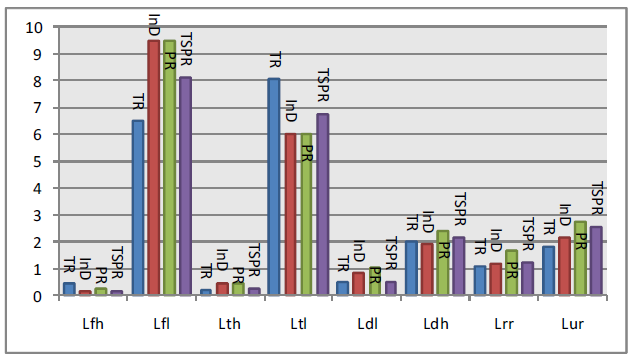 10
9
8
7
6
5
4
3
2
1
0
TR InD PR TSPR
TR InD PR TSPR
TR InD PR TSPR
TR InD PR TSPR
TR InD PR TSPR
TR InD PR TSPR
TR InD PR TSPR
TR InD PR TSPR
Lfh Lfl Lth Ltl Ldl Ldh Lrr Lur